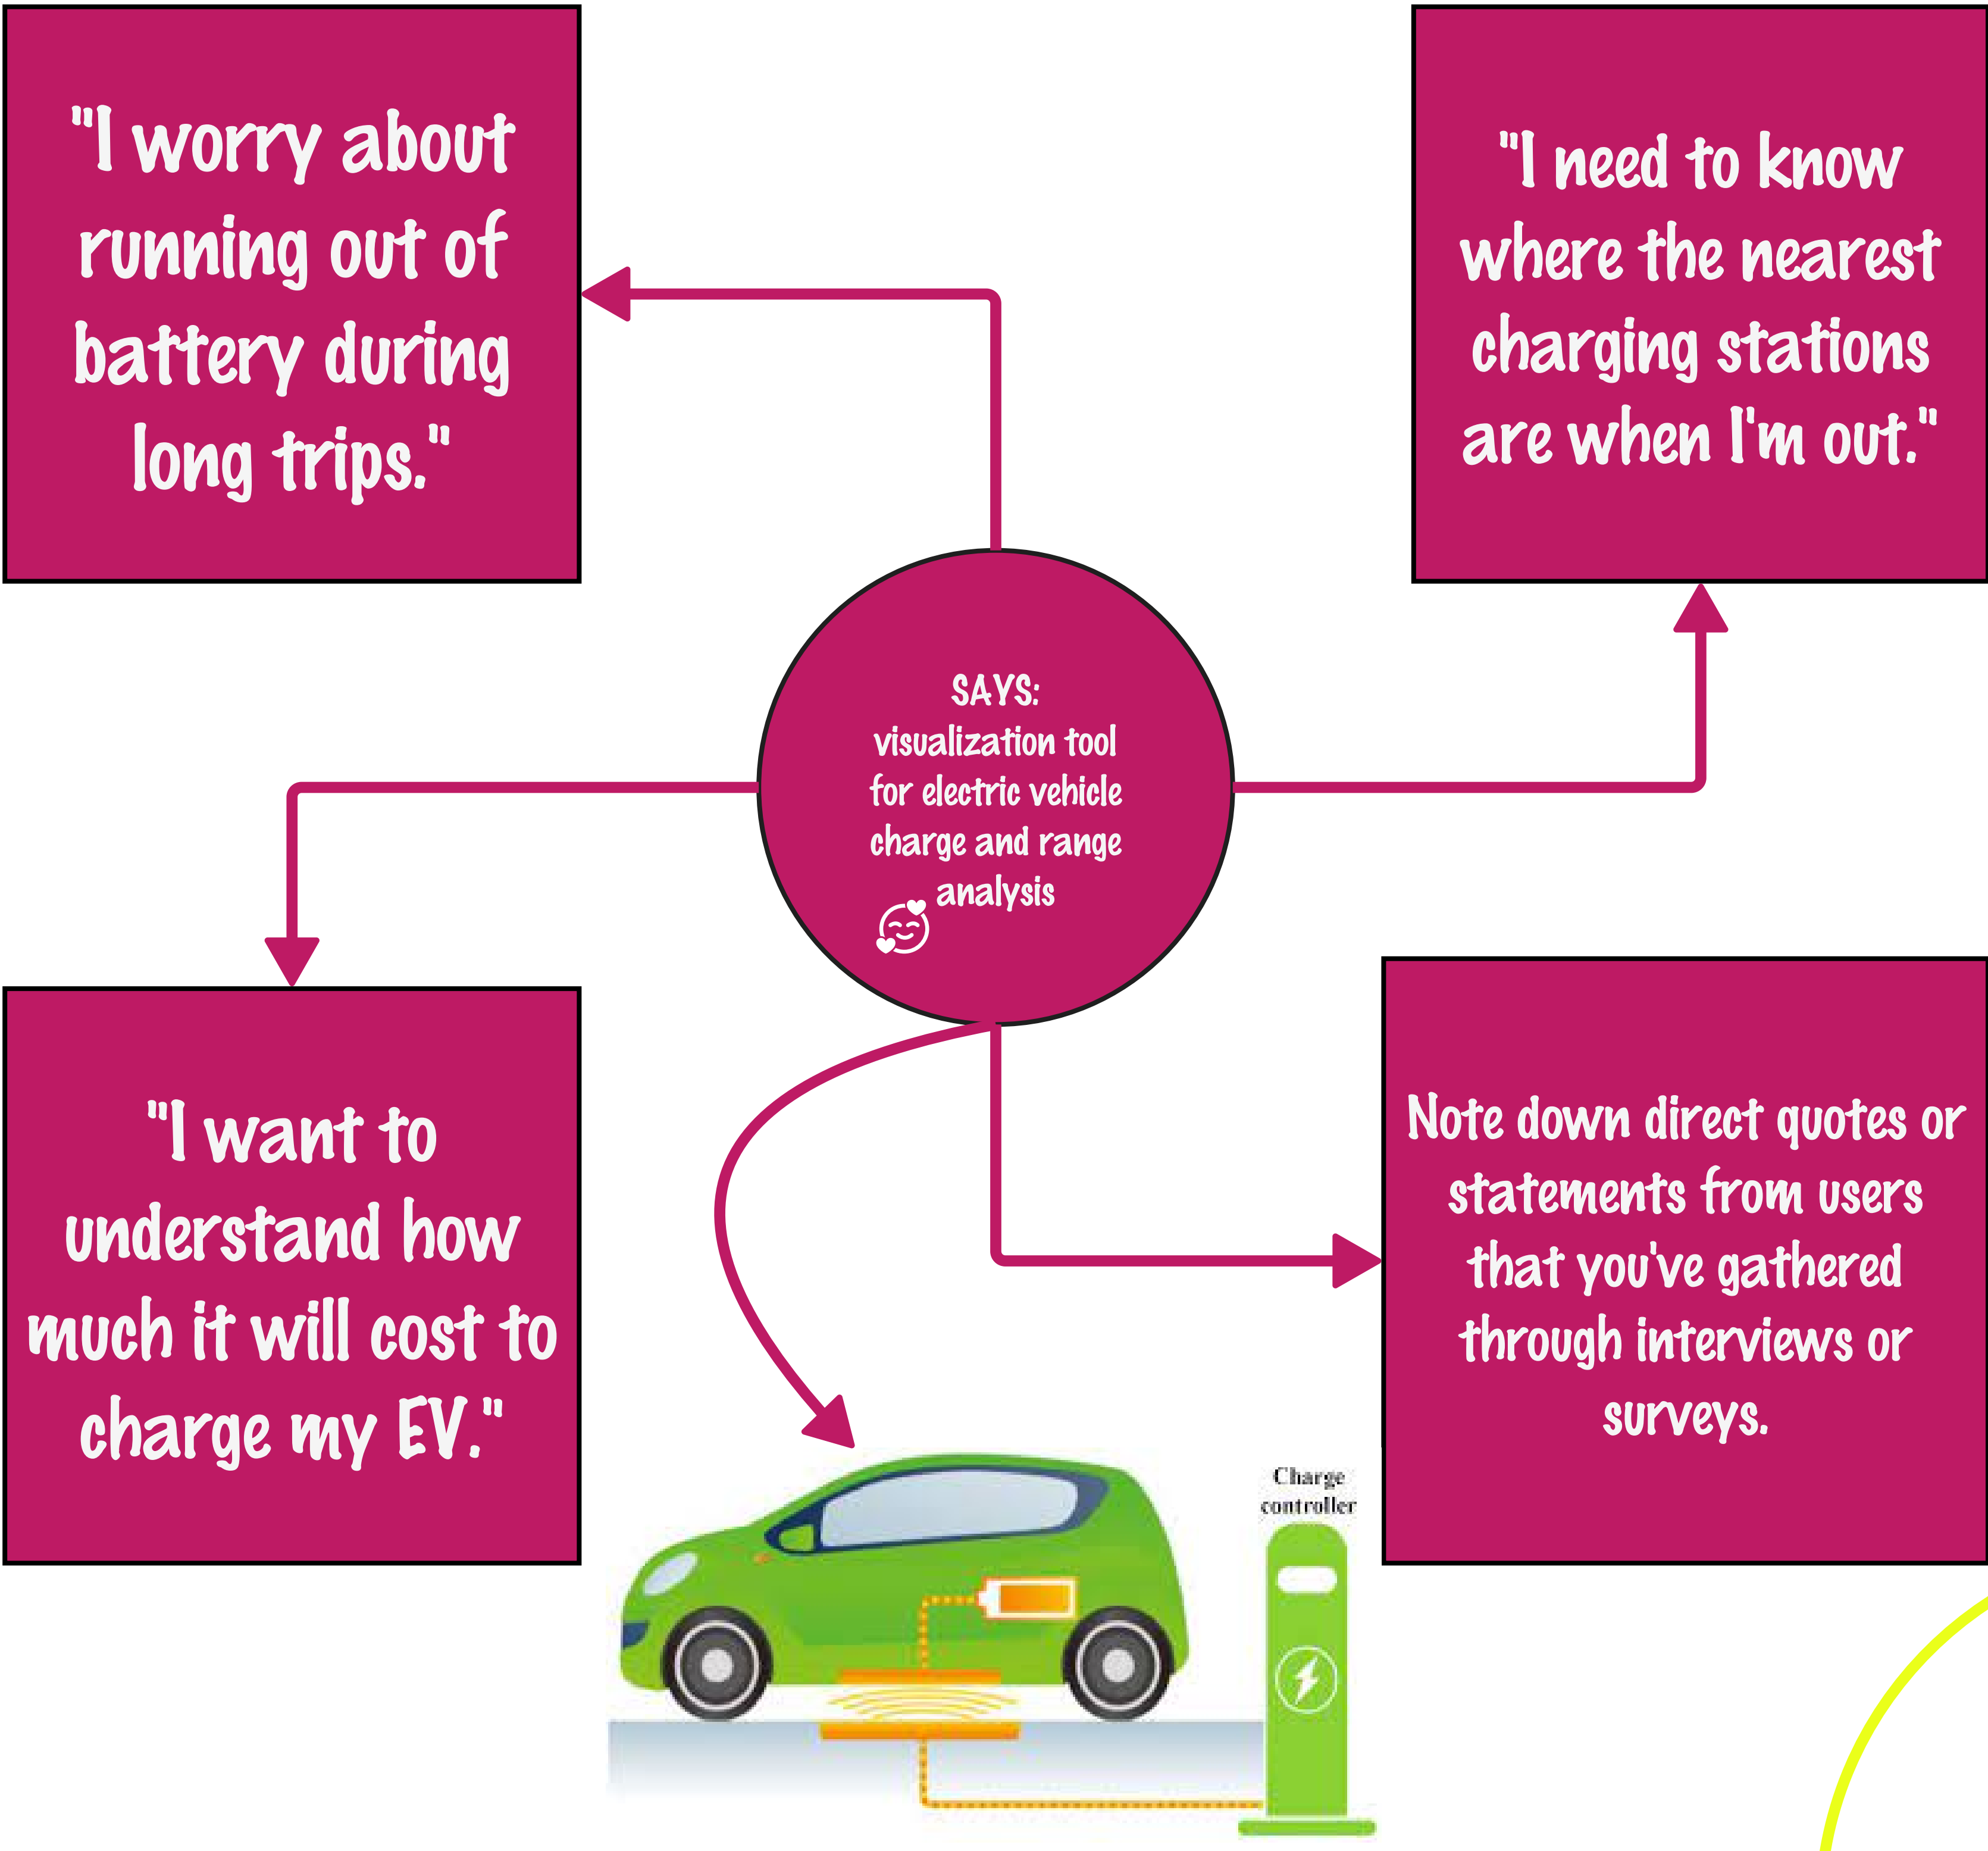 "I worry about
running out of
battery during
long trips."
"I need to know
where the nearest
charging stations
are when I'm out."
SAYS:
visualization tool
for electric vehicle
charge and range
analysis
"I want to
understand how
much it will cost to
charge my EV."
Note down direct quotes or
statements from users
that you've gathered
through interviews or
surveys.
Charge
controller